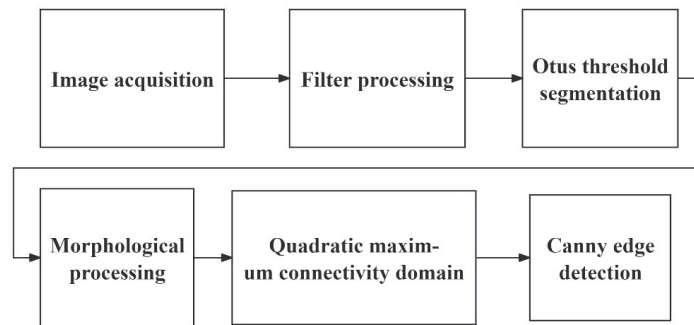 Image acquisition
Filter processing
Otus threshold
segmentation
Morphological
processing
Quadratic maxim-
um connectivity domain
Canny edge
detection